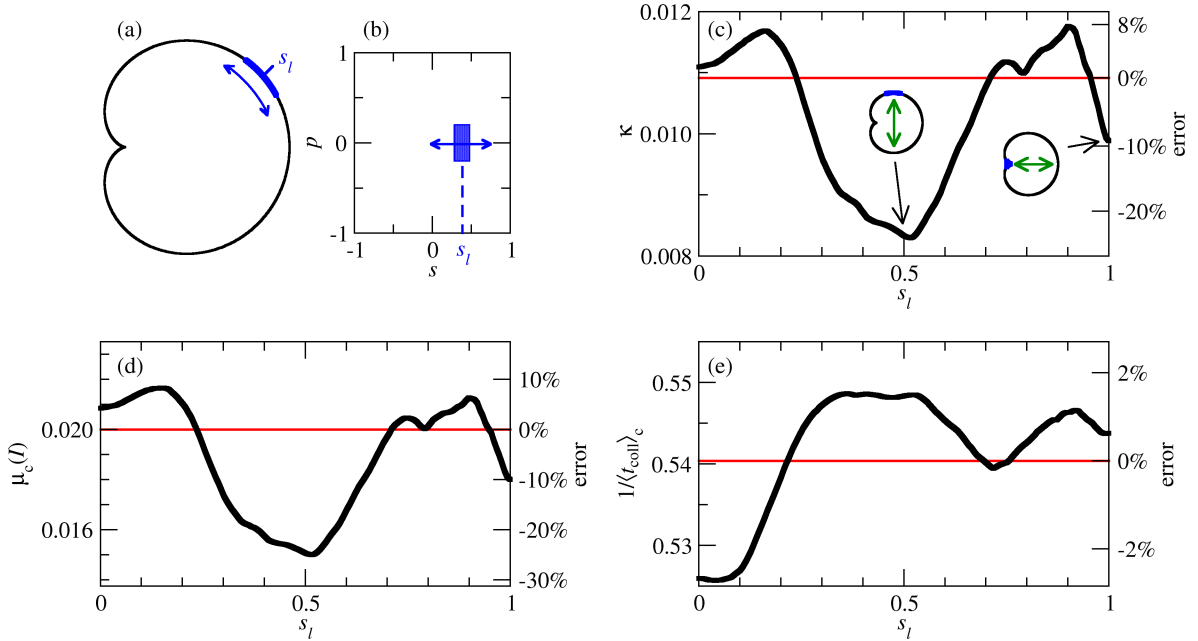 (a)
s_l
(b)
1
p
0
-1
-1
0
s_l
1
s
(c)
0.012
κ
0.010
0.008
0
0.5
1
s_l
8%
0%
-10%
-20%
error
(d)
μ_c(I)
0.020
0.016
0
0.5
1
s_l
10%
0%
-10%
-20%
-30%
error
(e)
1/⟨t_coll⟩_c
0.55
0.54
0.53
0
0.5
1
s_l
2%
0%
-2%
error